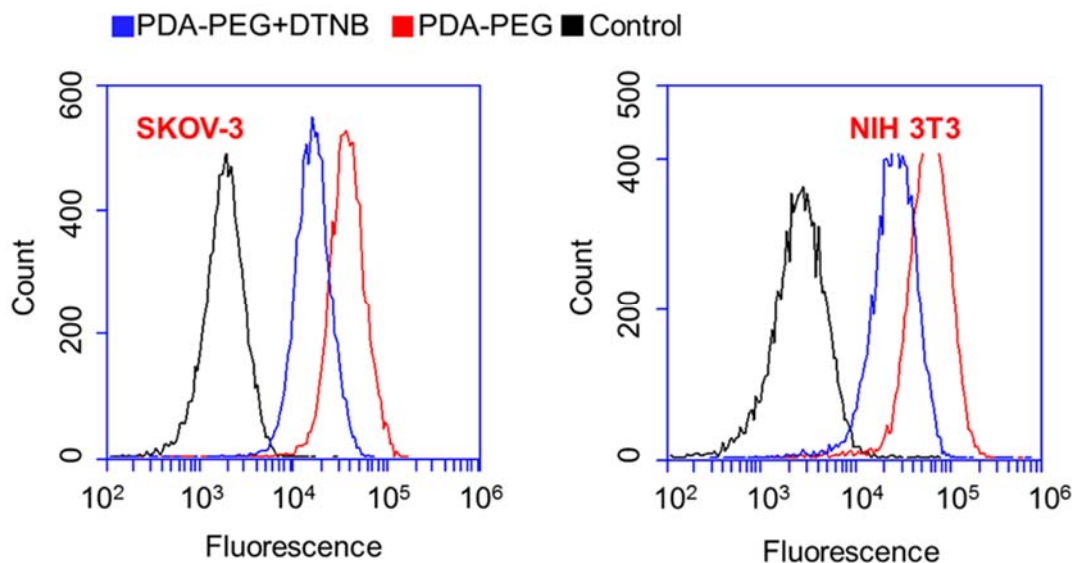 PDA-PEG+DTNB PDA-PEG Control
SKOV-3
600
400
200
0
Count
10² 10³ 10⁴ 10⁵ 10⁶
Fluorescence
NIH 3T3
500
400
200
0
Count
10² 10³ 10⁴ 10⁵ 10⁶
Fluorescence